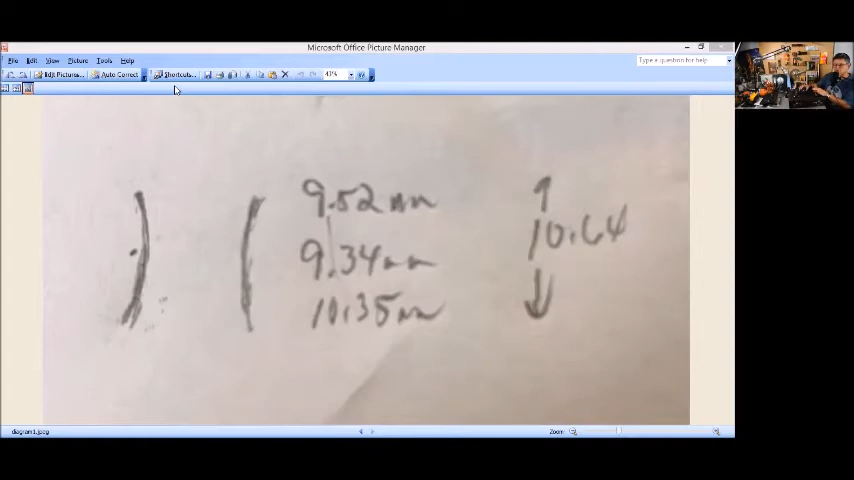 Microsoft Office Picture Manager
File Edit View Picture Tools Help
Type a question for help
Edit Pictures... Auto Correct Shortcuts... 43%
9.52mm
9.34mm
10.64
10.35mm
diagram1.jpeg
Zoom